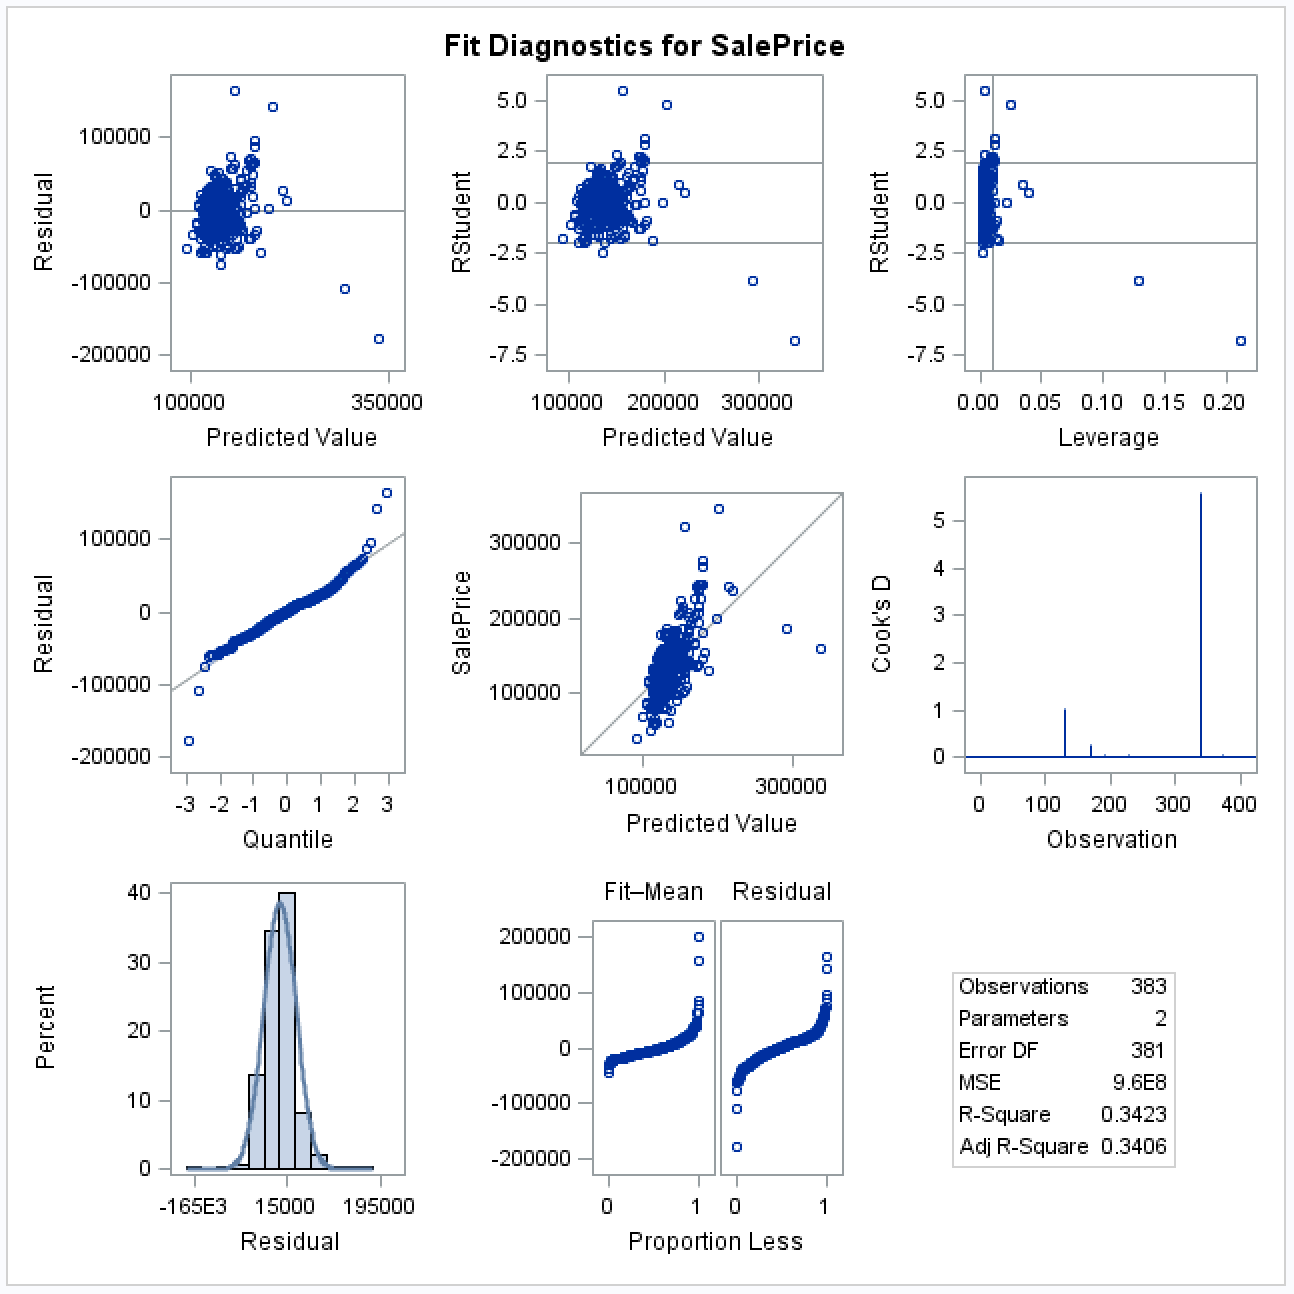 Fit Diagnostics for SalePrice
Residual
100000
0
-100000
-200000
100000 350000
Predicted Value
RStudent
5.0
2.5
0.0
-2.5
-5.0
-7.5
100000 200000 300000
Predicted Value
RStudent
5.0
2.5
0.0
-2.5
-5.0
-7.5
0.00 0.05 0.10 0.15 0.20
Leverage
Residual
100000
0
-100000
-200000
-3 -2 -1 0 1 2 3
Quantile
SalePrice
300000
200000
100000
100000 300000
Predicted Value
Cook's D
5
4
3
2
1
0
0 100 200 300 400
Observation
Percent
40
30
20
10
0
-165E3 15000 195000
Residual
Fit–Mean Residual
200000
100000
0
-100000
-200000
0 1 0 1
Proportion Less
Observations 383
Parameters 2
Error DF 381
MSE 9.6E8
R-Square 0.3423
Adj R-Square 0.3406